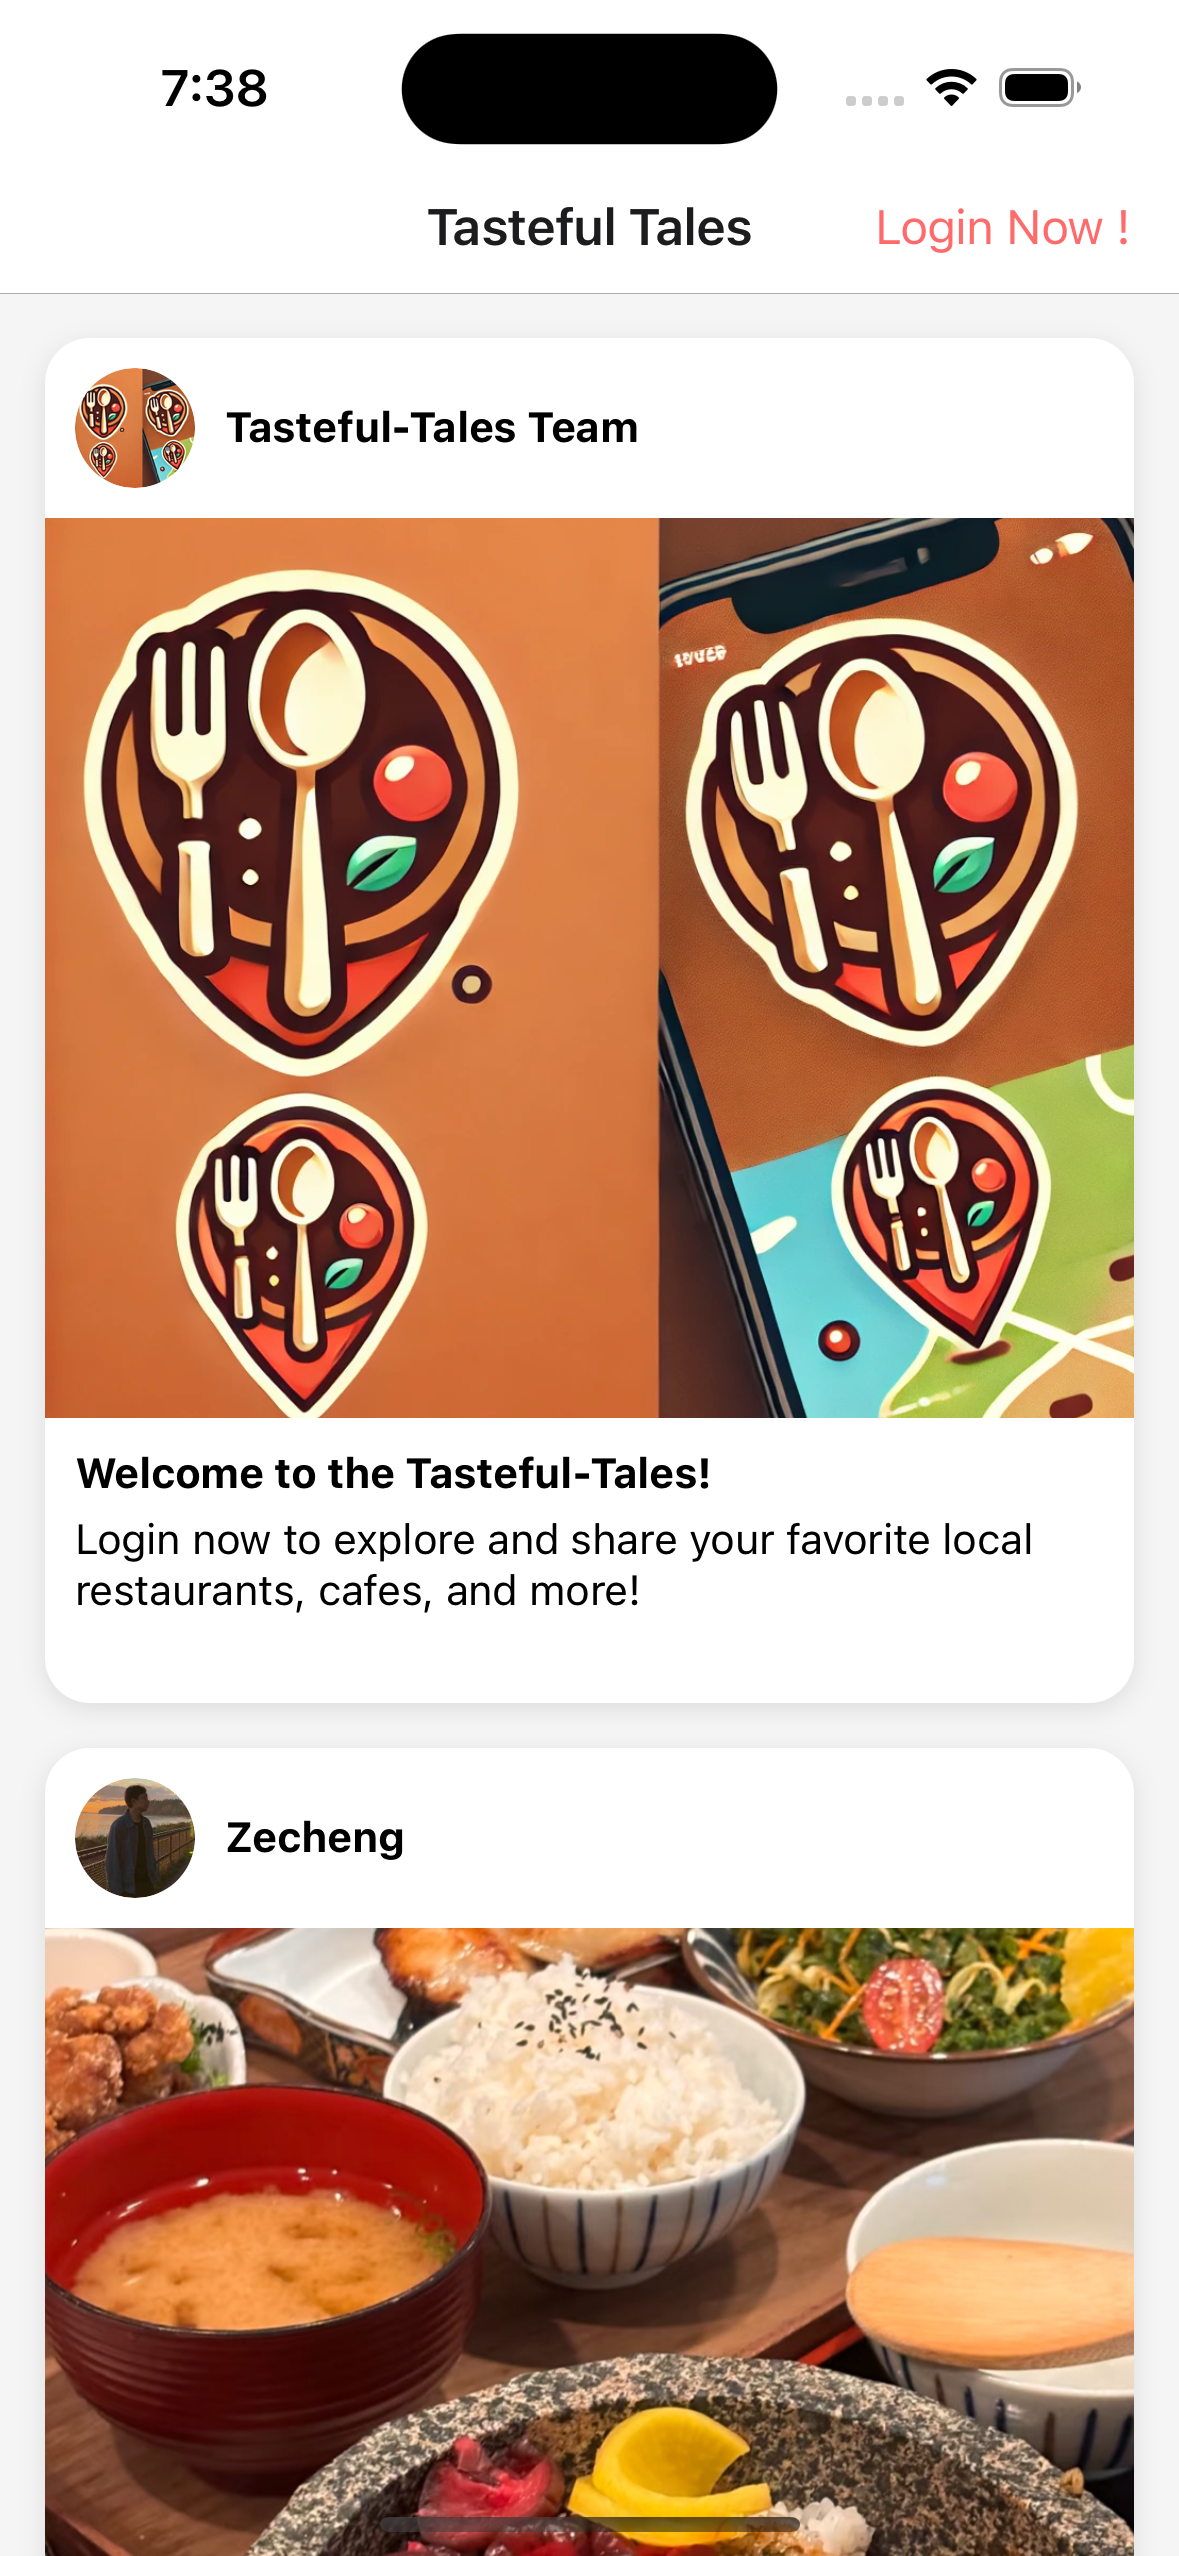 7:38
Tasteful Tales
Login Now !
Tasteful-Tales Team
Welcome to the Tasteful-Tales!
Login now to explore and share your favorite local
restaurants, cafes, and more!
Zecheng